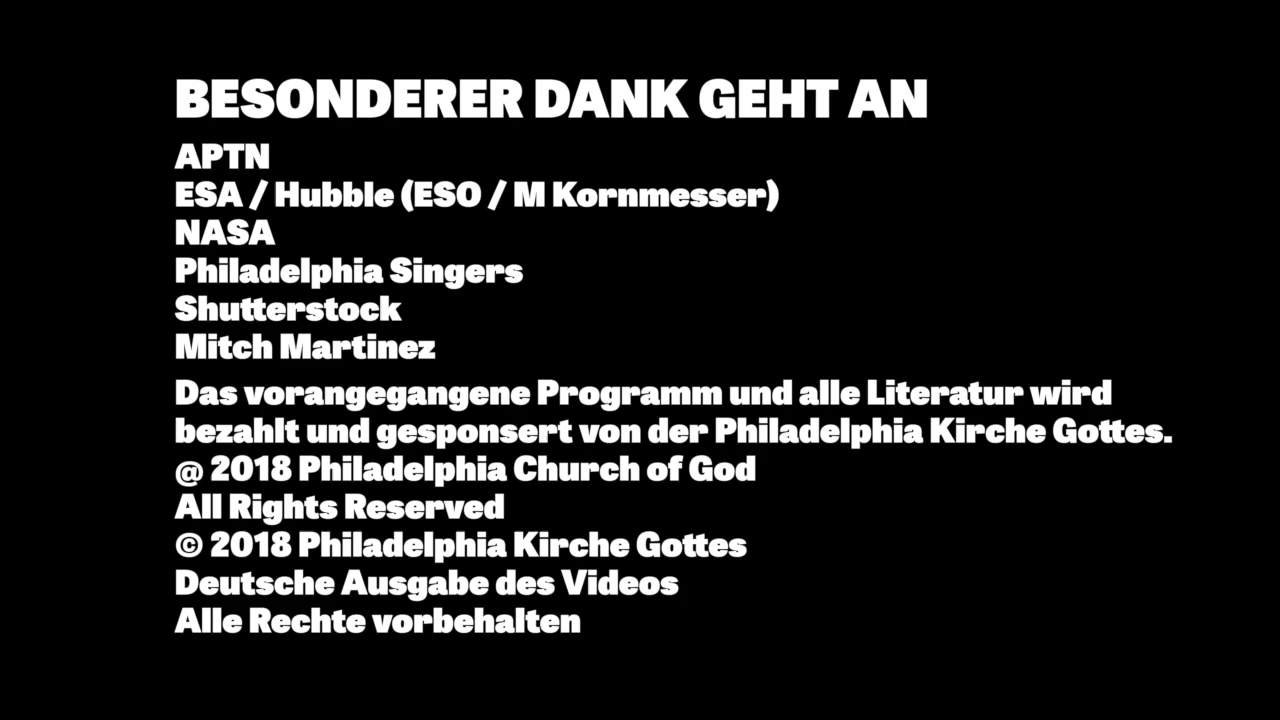 BESONDERER DANK GEHT AN
APTN
ESA / Hubble (ESO / M Kornmesser)
NASA
Philadelphia Singers
Shutterstock
Mitch Martinez
Das vorangegangene Programm und alle Literatur wird
bezahlt und gesponsert von der Philadelphia Kirche Gottes.
@ 2018 Philadelphia Church of God
All Rights Reserved
© 2018 Philadelphia Kirche Gottes
Deutsche Ausgabe des Videos
Alle Rechte vorbehalten